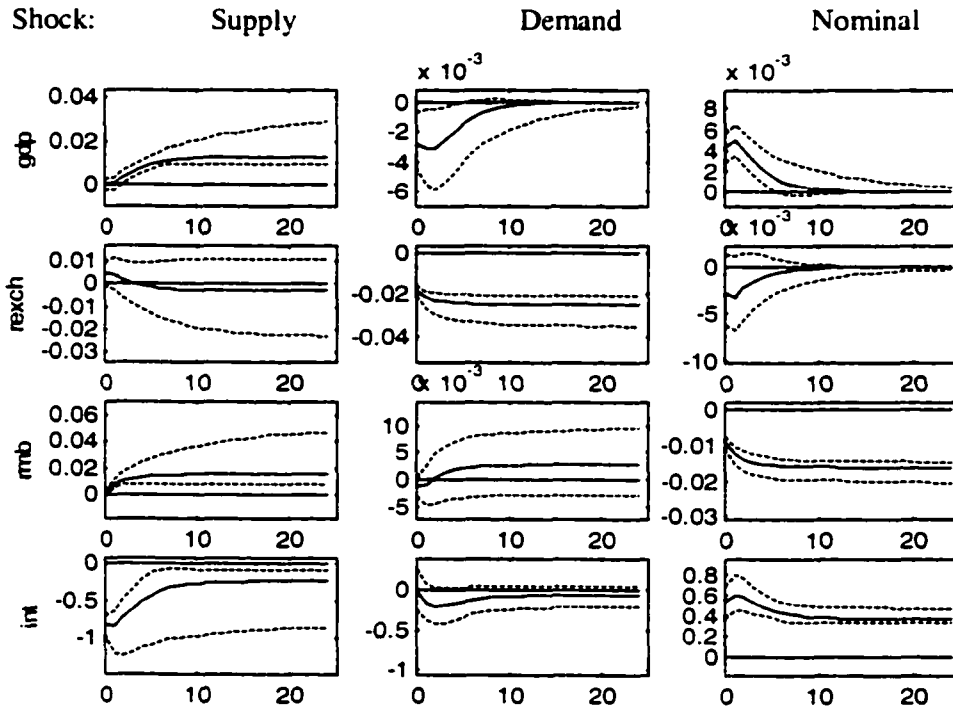 Shock: Supply Demand Nominal
x 10^-3
gdp 0.04 0.02 0
0 -2 -4 -6
8 6 4 2 0
0 10 20
0 10 20
0 10 20
x 10^-3
rexch 0.01 0 -0.01 -0.02 -0.03
0 -0.02 -0.04
0 -5 -10
0 10 20
0 10 20
0 10 20
x 10^-3
rmb 0.06 0.04 0.02 0
10 5 0 -5
0 -0.01 -0.02 -0.03
0 10 20
0 10 20
0 10 20
int 0 -0.5 -1
0 -0.5 -1
0.8 0.6 0.4 0.2 0
0 10 20
0 10 20
0 10 20